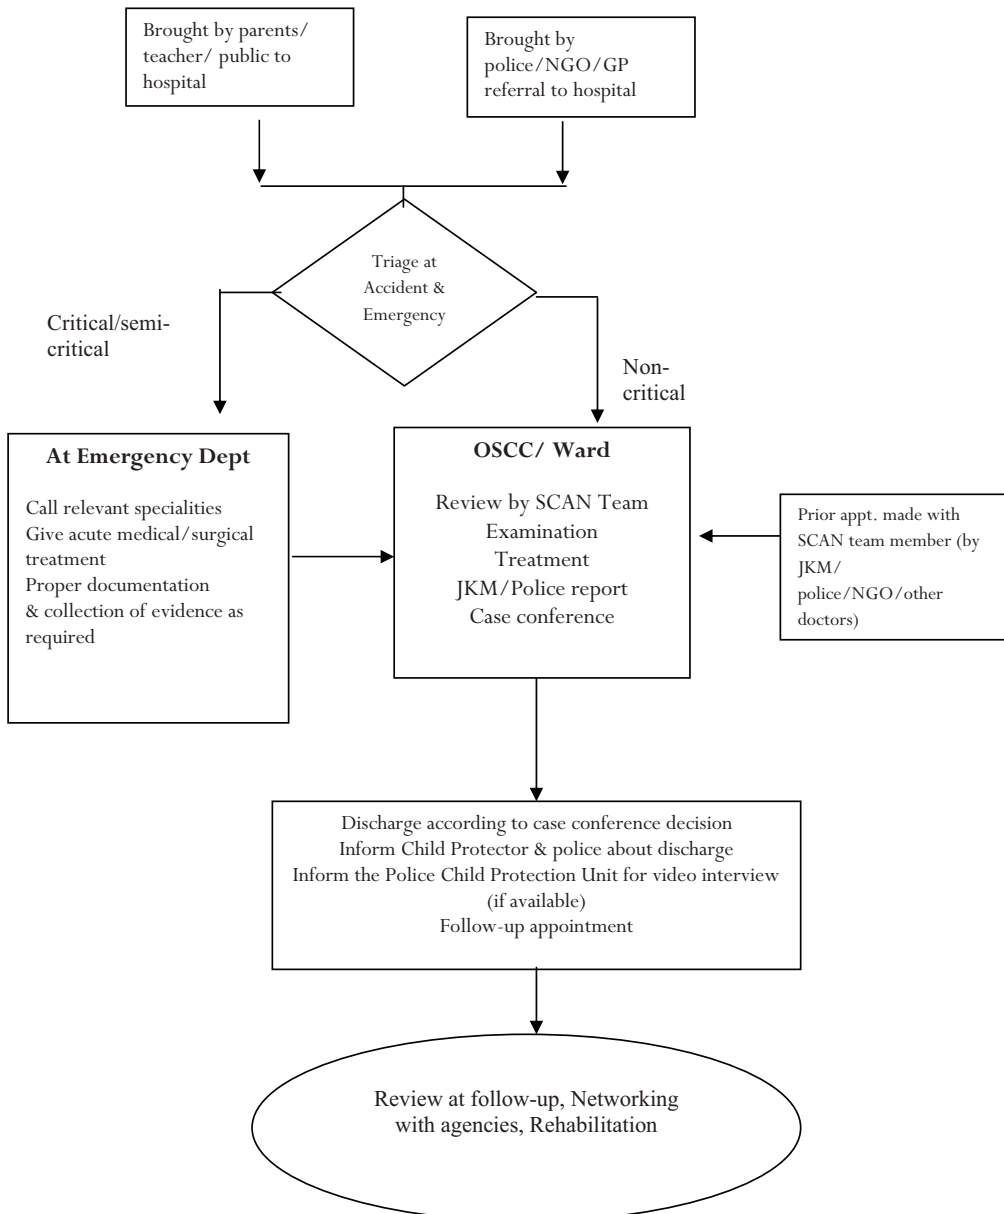 Brought by parents/
teacher/ public to
hospital
Brought by
police/NGO/GP
referral to hospital
Triage at
Accident &
Emergency
Critical/semi-
critical
Non-
critical
At Emergency Dept
Call relevant specialities
Give acute medical/surgical
treatment
Proper documentation
& collection of evidence as
required
OSCC/ Ward
Review by SCAN Team
Examination
Treatment
JKM/Police report
Case conference
Prior appt. made with
SCAN team member (by
JKM/
police/NGO/other
doctors)
Discharge according to case conference decision
Inform Child Protector & police about discharge
Inform the Police Child Protection Unit for video interview
(if available)
Follow-up appointment
Review at follow-up, Networking
with agencies, Rehabilitation